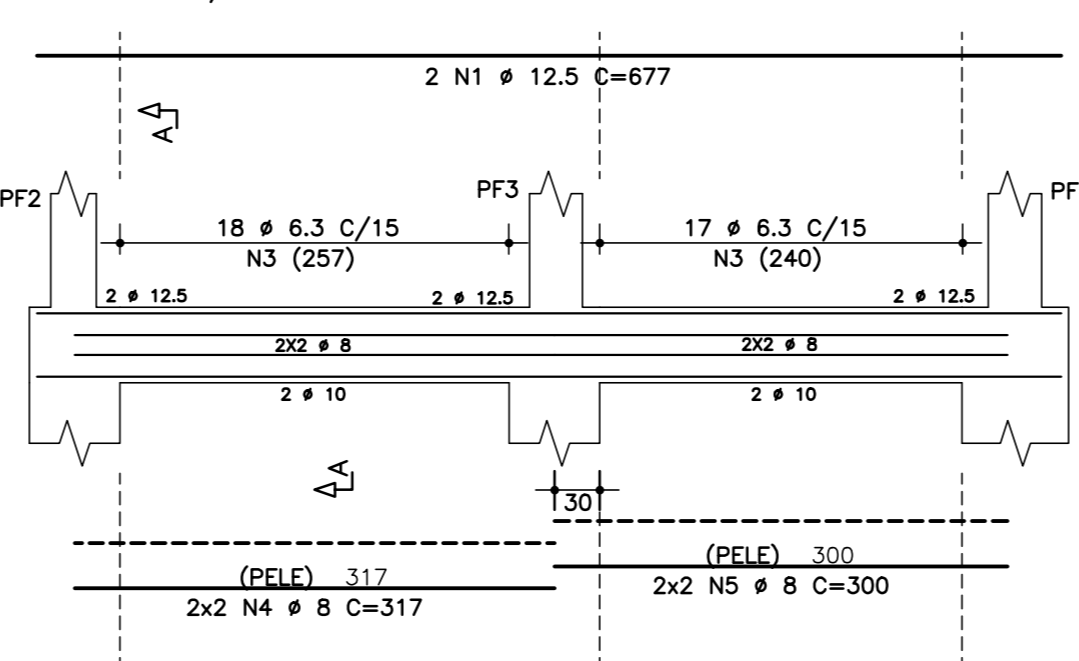 2 N1 ø 12.5 C=677
A
PF2
PF3
PF
18 ø 6.3 C/15
N3 (257)
17 ø 6.3 C/15
N3 (240)
2 ø 12.5
2 ø 12.5
2 ø 12.5
2X2 ø 8
2X2 ø 8
2 ø 10
2 ø 10
A
30
(PELE) 300
2x2 N5 ø 8 C=300
(PELE) 317
2x2 N4 ø 8 C=317